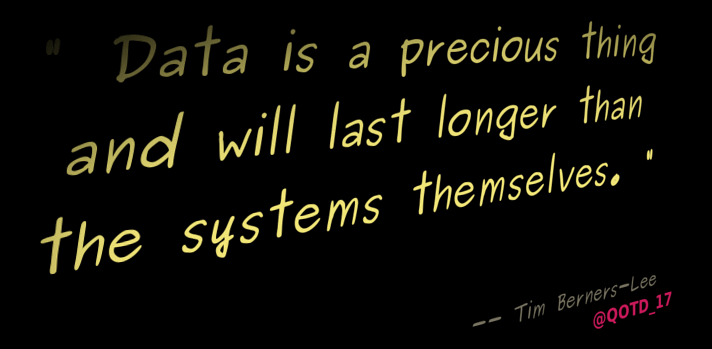 " Data is a precious thing
and will last longer than
the systems themselves. "
-- Tim Berners-Lee
@QOTD_17